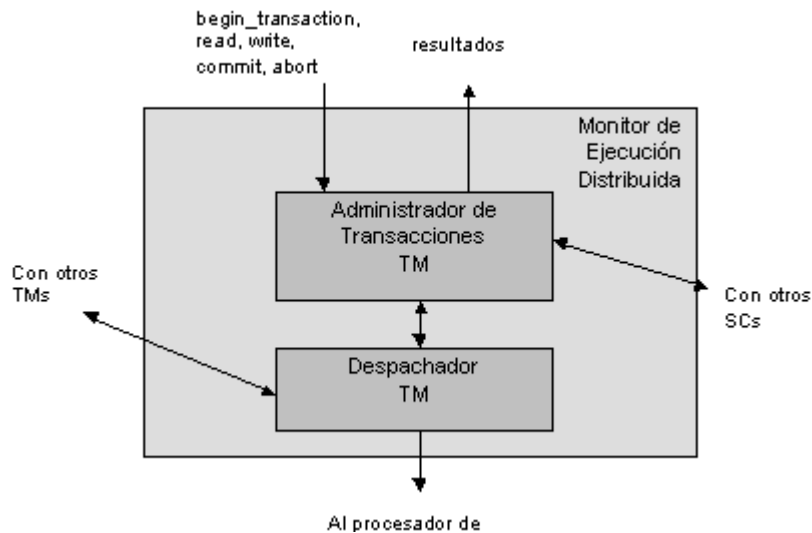 begin_transaction,
read, write,
commit, abort
resultados
Monitor de
Ejecución
Distribuida
Administrador de
Transacciones
TM
Con otros
TMs
Con otros
SCs
Despachador
TM
Al procesador de